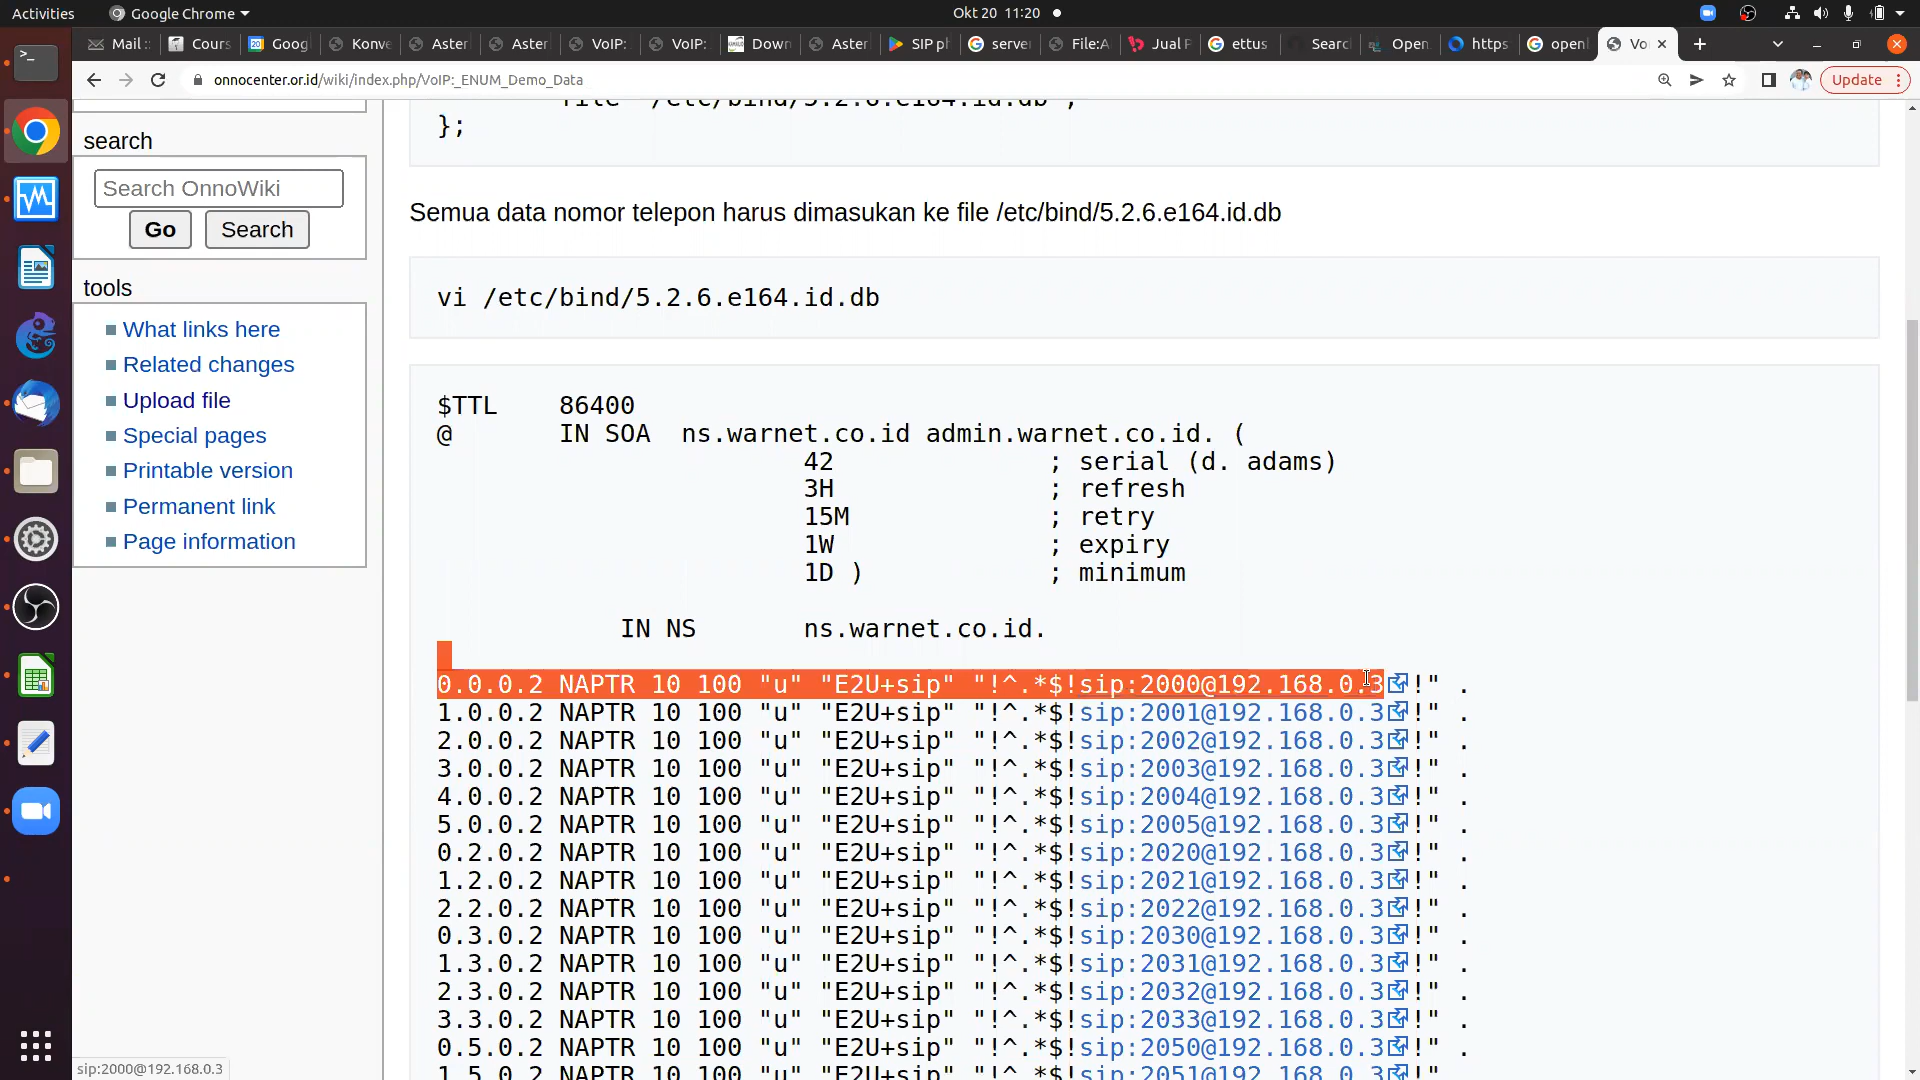 Activities
Google Chrome
Okt 20 11:20
Mail :
Cours
Goog
Konve
Aster
Aster
VoIP:
VoIP:
Down
Aster
SIP ph
server
File:A
Jual P
ettus
Searc
Open
https
openl
Vo
onnocenter.or.id/wiki/index.php/VoIP:_ENUM_Demo_Data
Update
};
search
Search OnnoWiki
Go
Search
tools
What links here
Related changes
Upload file
Special pages
Printable version
Permanent link
Page information
Semua data nomor telepon harus dimasukan ke file /etc/bind/5.2.6.e164.id.db
vi /etc/bind/5.2.6.e164.id.db
$TTL 86400
@ IN SOA ns.warnet.co.id admin.warnet.co.id. (
42 ; serial (d. adams)
3H ; refresh
15M ; retry
1W ; expiry
1D ) ; minimum
IN NS ns.warnet.co.id.
0.0.0.2 NAPTR 10 100 "u" "E2U+sip" "!^.*$!sip:2000@192.168.0.3!" .
1.0.0.2 NAPTR 10 100 "u" "E2U+sip" "!^.*$!sip:2001@192.168.0.3!" .
2.0.0.2 NAPTR 10 100 "u" "E2U+sip" "!^.*$!sip:2002@192.168.0.3!" .
3.0.0.2 NAPTR 10 100 "u" "E2U+sip" "!^.*$!sip:2003@192.168.0.3!" .
4.0.0.2 NAPTR 10 100 "u" "E2U+sip" "!^.*$!sip:2004@192.168.0.3!" .
5.0.0.2 NAPTR 10 100 "u" "E2U+sip" "!^.*$!sip:2005@192.168.0.3!" .
0.2.0.2 NAPTR 10 100 "u" "E2U+sip" "!^.*$!sip:2020@192.168.0.3!" .
1.2.0.2 NAPTR 10 100 "u" "E2U+sip" "!^.*$!sip:2021@192.168.0.3!" .
2.2.0.2 NAPTR 10 100 "u" "E2U+sip" "!^.*$!sip:2022@192.168.0.3!" .
0.3.0.2 NAPTR 10 100 "u" "E2U+sip" "!^.*$!sip:2030@192.168.0.3!" .
1.3.0.2 NAPTR 10 100 "u" "E2U+sip" "!^.*$!sip:2031@192.168.0.3!" .
2.3.0.2 NAPTR 10 100 "u" "E2U+sip" "!^.*$!sip:2032@192.168.0.3!" .
3.3.0.2 NAPTR 10 100 "u" "E2U+sip" "!^.*$!sip:2033@192.168.0.3!" .
0.5.0.2 NAPTR 10 100 "u" "E2U+sip" "!^.*$!sip:2050@192.168.0.3!" .
1.5.0.2 NAPTR 10 100 "u" "E2U+sip" "!^.*$!sip:2051@192.168.0.3!"
sip:2000@192.168.0.3